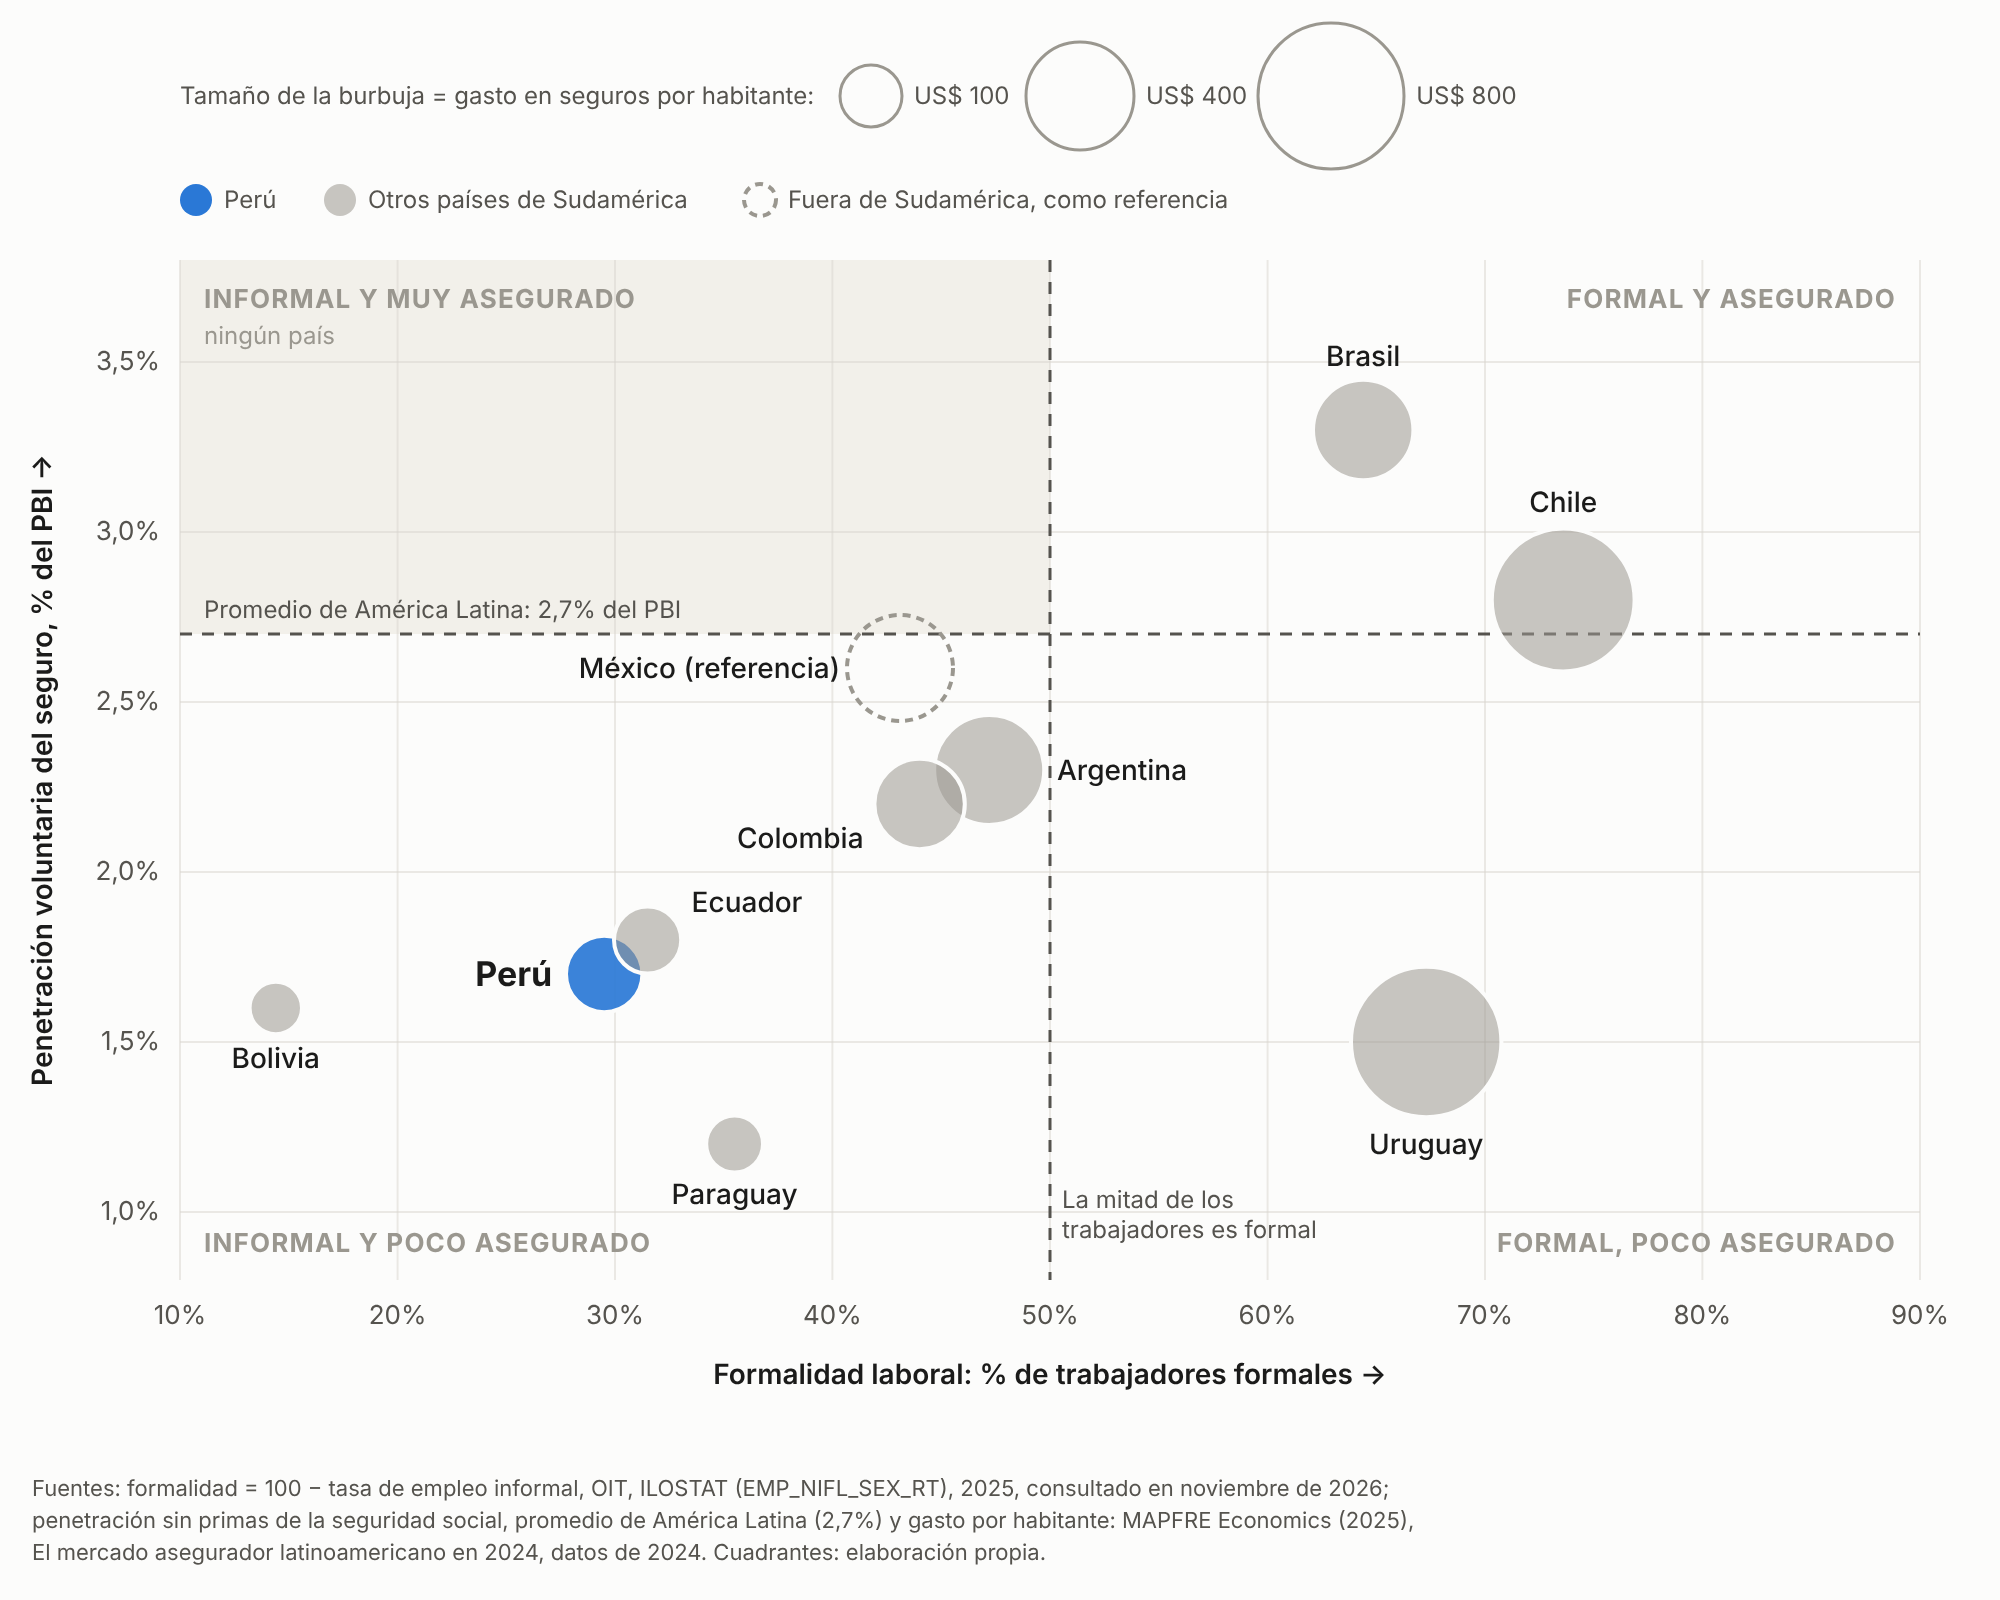 Tamaño de la burbuja = gasto en seguros por habitante: US$ 100 US$ 400 US$ 800
Perú Otros países de Sudamérica Fuera de Sudamérica, como referencia
INFORMAL Y MUY ASEGURADO
ningún país
FORMAL Y ASEGURADO
Brasil
Chile
Promedio de América Latina: 2,7% del PBI
México (referencia)
Argentina
Colombia
Ecuador
Perú
Bolivia
Uruguay
Paraguay
La mitad de los
trabajadores es formal
INFORMAL Y POCO ASEGURADO
FORMAL, POCO ASEGURADO
Penetración voluntaria del seguro, % del PBI →
3,5%
3,0%
2,5%
2,0%
1,5%
1,0%
10% 20% 30% 40% 50% 60% 70% 80% 90%
Formalidad laboral: % de trabajadores formales →
Fuentes: formalidad = 100 − tasa de empleo informal, OIT, ILOSTAT (EMP_NIFL_SEX_RT), 2025, consultado en noviembre de 2026;
penetración sin primas de la seguridad social, promedio de América Latina (2,7%) y gasto por habitante: MAPFRE Economics (2025),
El mercado asegurador latinoamericano en 2024, datos de 2024. Cuadrantes: elaboración propia.